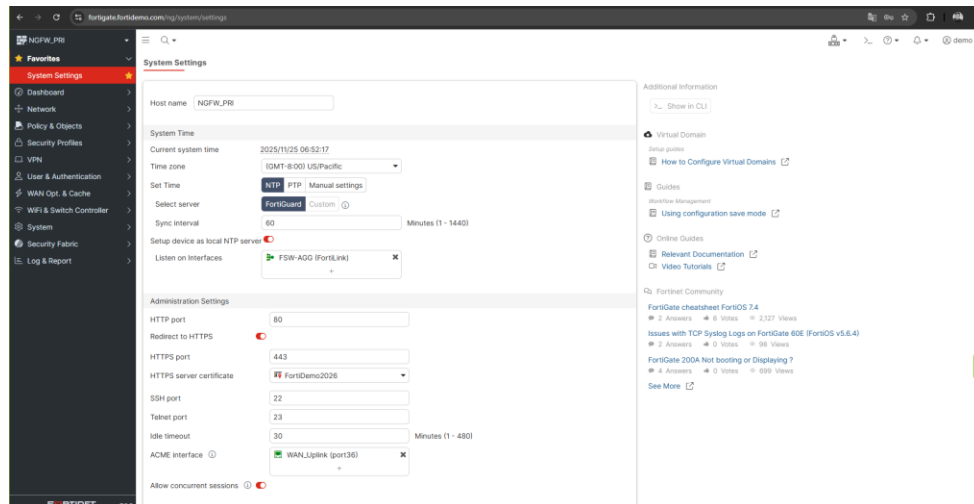 fortigate.fortidemo.com/ng/system/settings
NGFW_PRI
demo
Favorites
System Settings
Dashboard
Network
Policy & Objects
Security Profiles
VPN
User & Authentication
WAN Opt. & Cache
WiFi & Switch Controller
System
Security Fabric
Log & Report
System Settings
Host name NGFW_PRI
System Time
Current system time 2025/11/25 06:52:17
Time zone (GMT-8:00) US/Pacific
Set Time NTP PTP Manual settings
Select server FortiGuard Custom
Sync interval 60 Minutes (1 - 1440)
Setup device as local NTP server
Listen on Interfaces FSW-AGG (FortiLink)
+
Administration Settings
HTTP port 80
Redirect to HTTPS
HTTPS port 443
HTTPS server certificate FortiDemo2026
SSH port 22
Telnet port 23
Idle timeout 30 Minutes (1 - 480)
ACME interface WAN_Uplink (port36)
+
Allow concurrent sessions
Additional Information
>_ Show in CLI
Virtual Domain
Setup guides
How to Configure Virtual Domains
Guides
Workflow Management
Using configuration save mode
Online Guides
Relevant Documentation
Video Tutorials
Fortinet Community
FortiGate cheatsheet FortiOS 7.4
2 Answers 6 Votes 2,127 Views
Issues with TCP Syslog Logs on FortiGate 60E (FortiOS v5.6.4)
2 Answers 0 Votes 98 Views
FortiGate 200A Not booting or Displaying ?
4 Answers 0 Votes 699 Views
See More